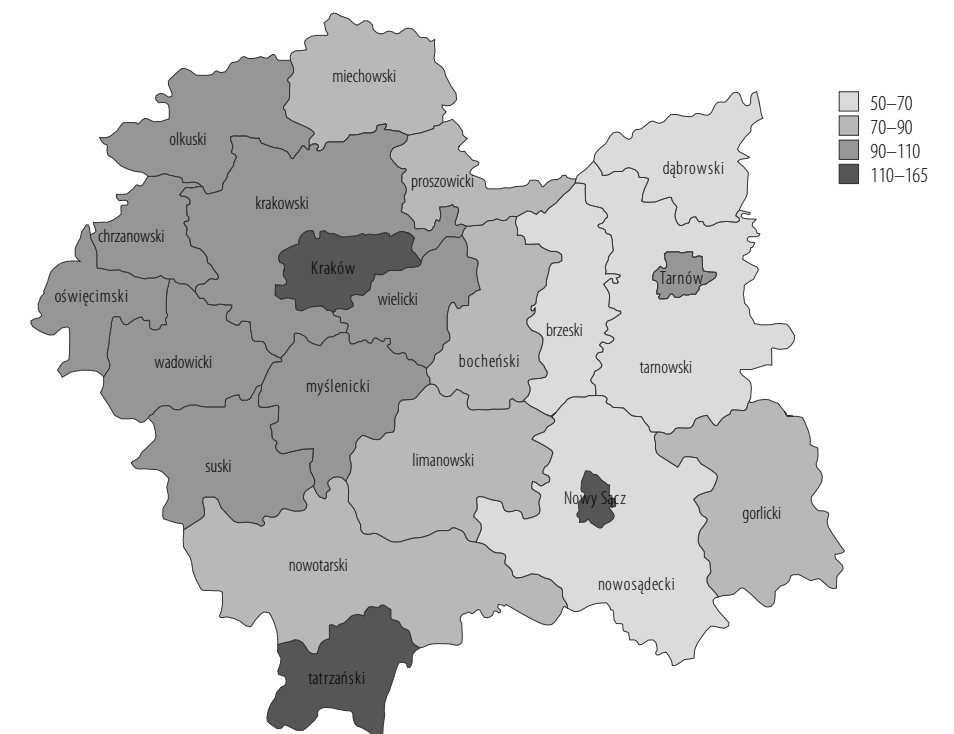 miechowski
50–70
70–90
90–110
110–165
olkuski
dąbrowski
proszowicki
krakowski
chrzanowski
Kraków
Tarnów
oświęcimski
wielicki
brzeski
wadowicki
bocheński
tarnowski
myślenicki
limanowski
suski
Nowy Sącz
gorlicki
nowotarski
nowosądecki
tatrzański